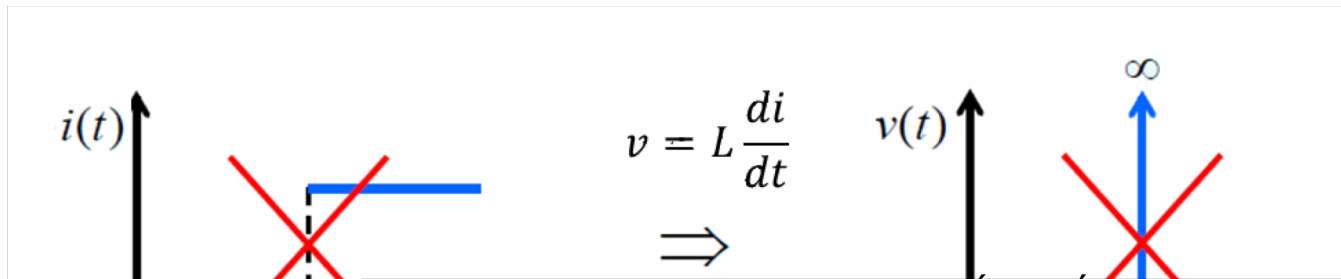 ∞
i(t)
v = L di/dt
v(t)
⇒